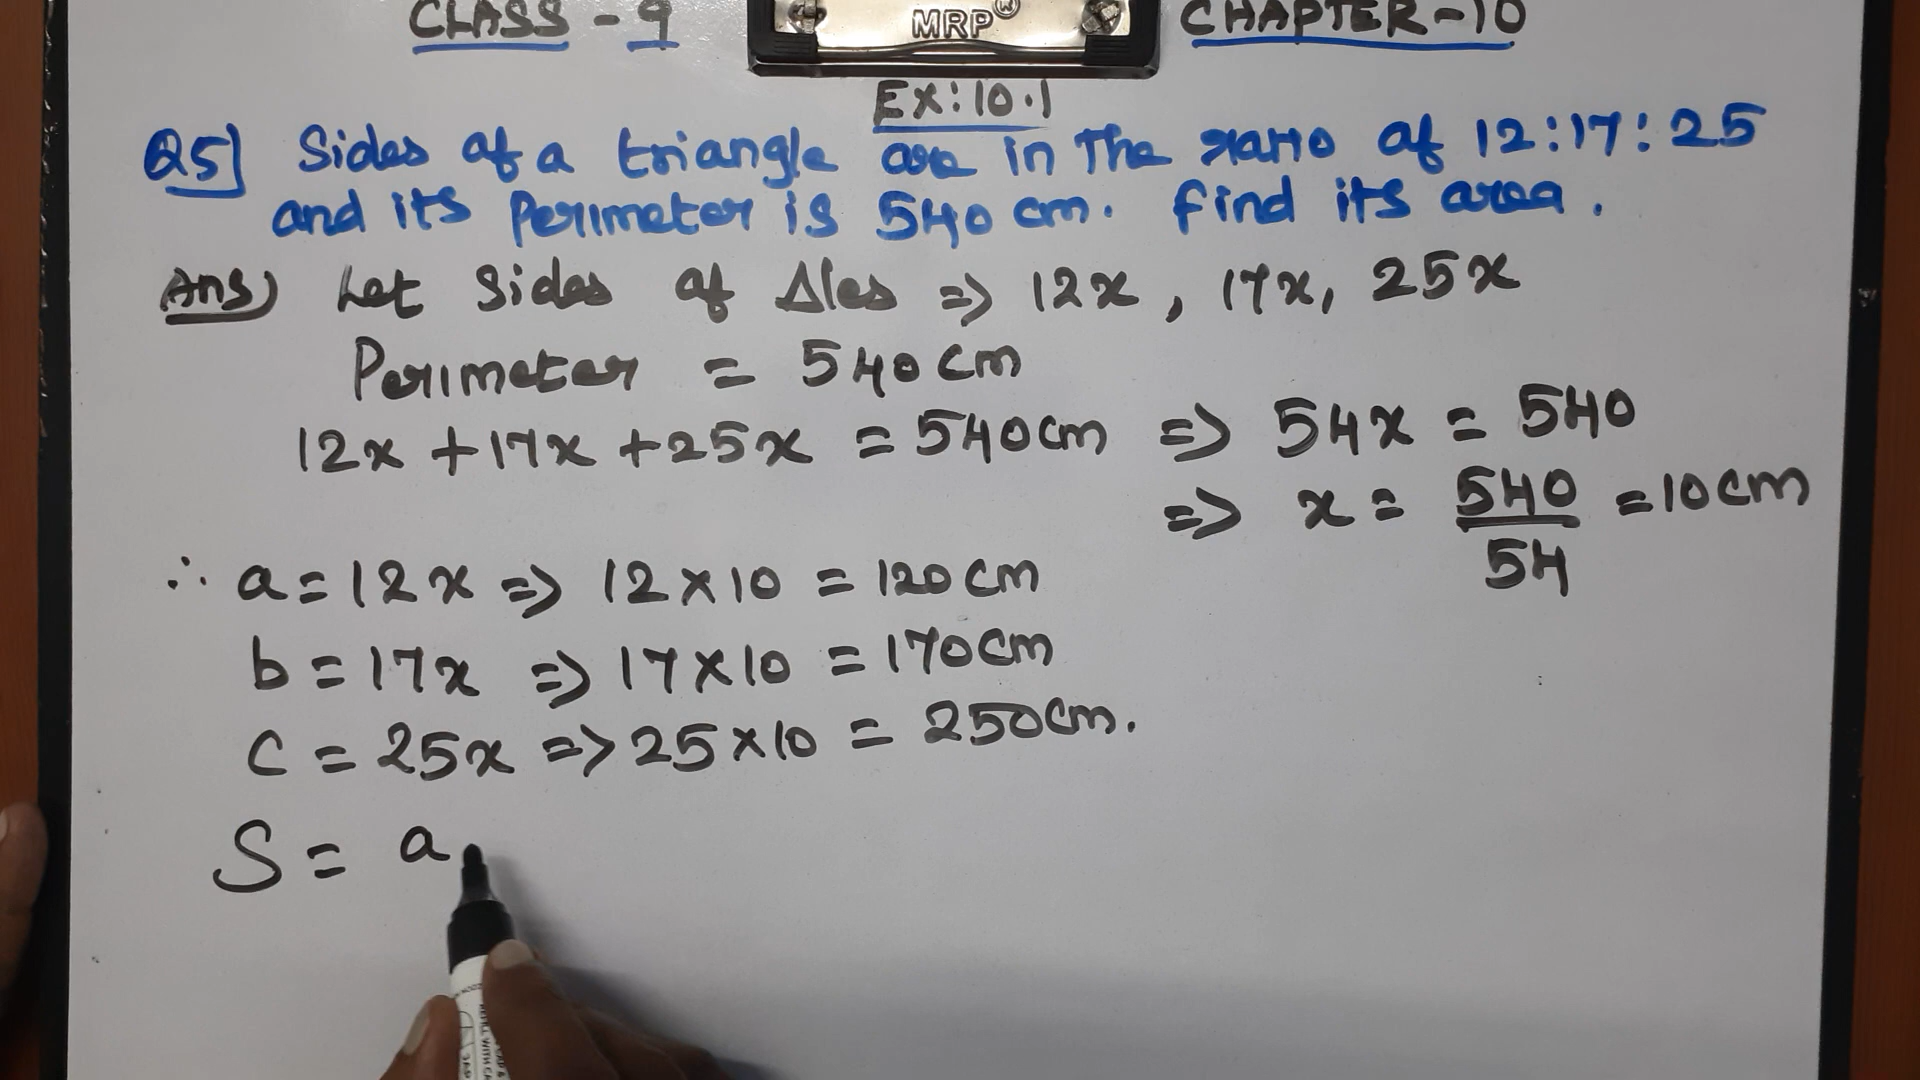 CLASS - 9
MRP
CHAPTER-10
EX: 10.1
Q5] Sides of a triangle are in The ratio of 12:17:25
and its Perimeter is 540 cm. find its area.
Ans) Let sides of Δles => 12x, 17x, 25x
Perimeter = 540 cm
12x + 17x + 25x = 540cm => 54x = 540
=> x = 540/54 = 10cm
∴ a = 12x => 12×10 = 120cm
b = 17x => 17×10 = 170cm
c = 25x => 25×10 = 250cm.
S = a